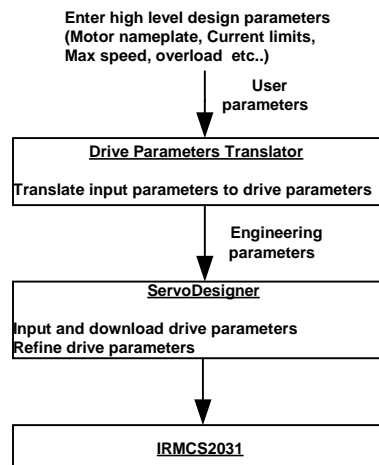 Enter high level design parameters
(Motor nameplate, Current limits,
Max speed, overload etc..)
User
parameters
Drive Parameters Translator
Translate input parameters to drive parameters
Engineering
parameters
ServoDesigner
Input and download drive parameters
Refine drive parameters
IRMCS2031